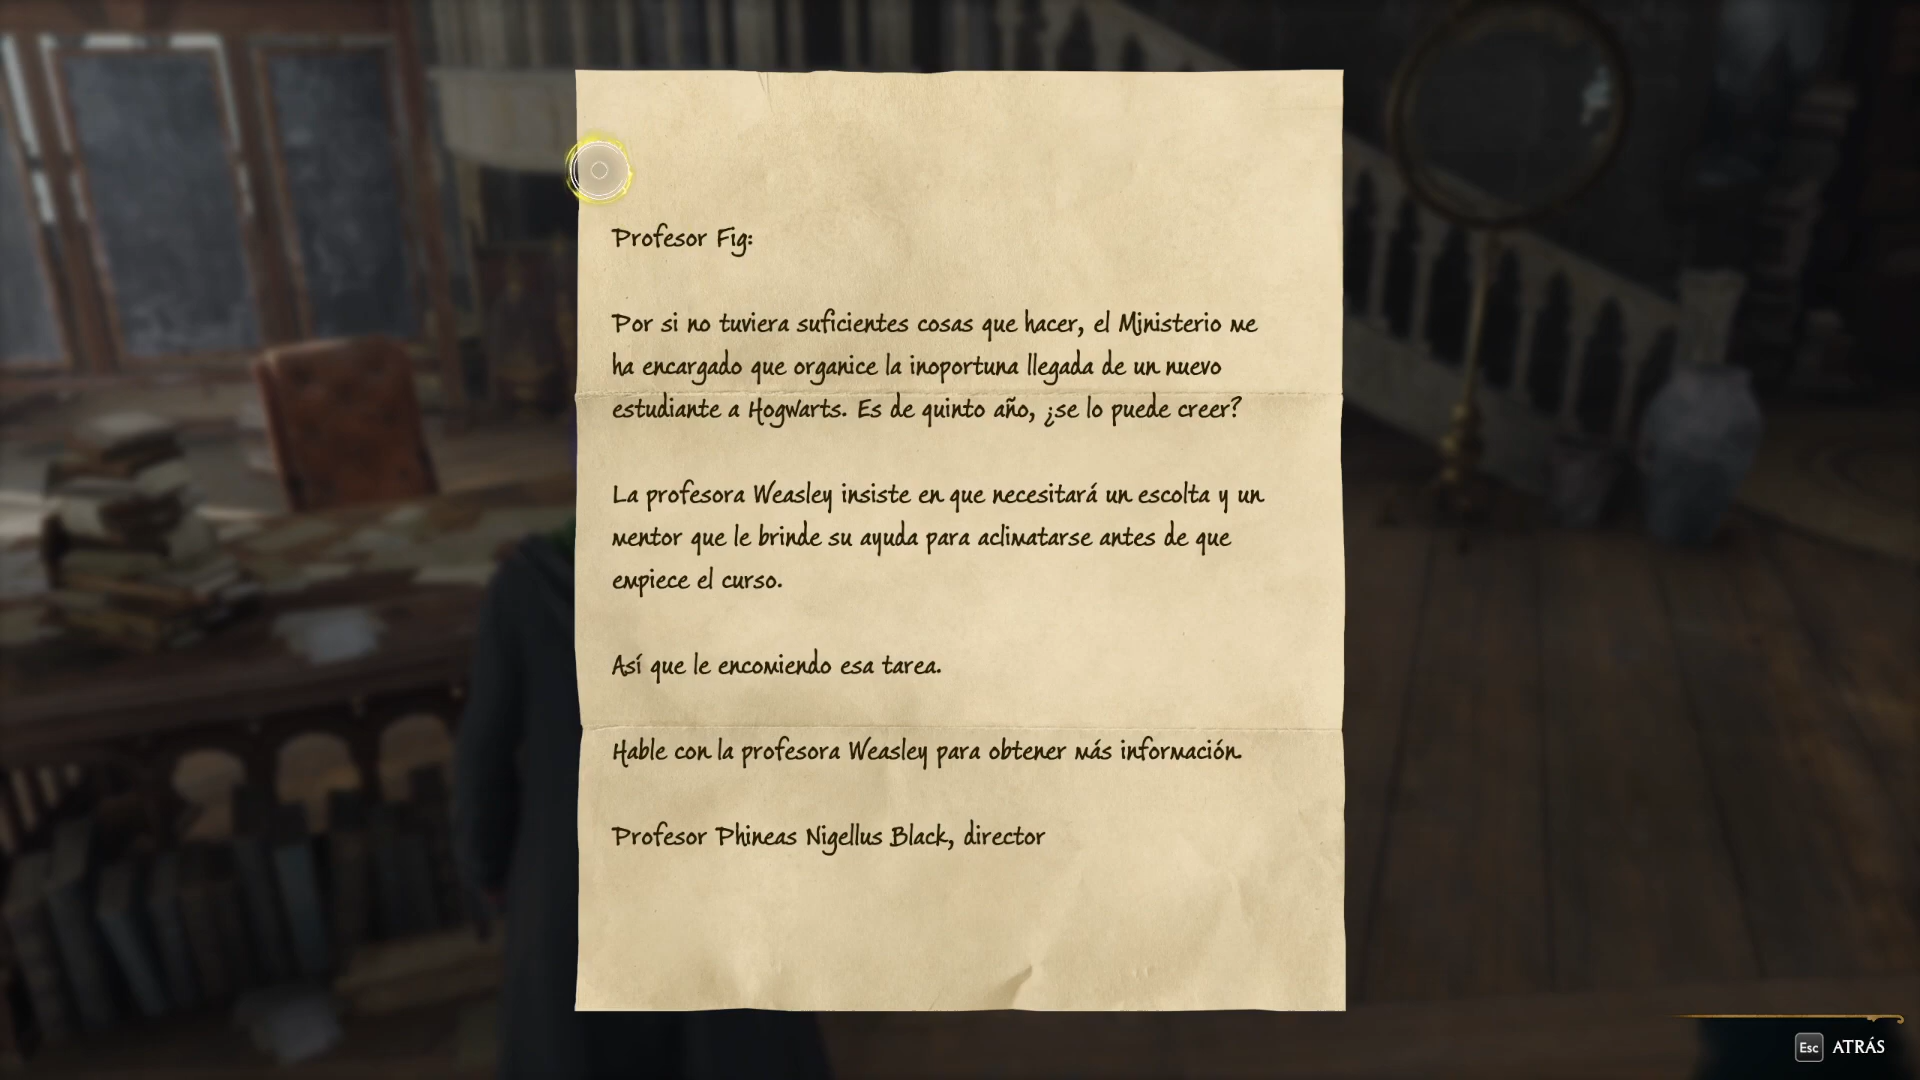 Profesor Fig:
Por si no tuviera suficientes cosas que hacer, el Ministerio me
ha encargado que organice la inoportuna llegada de un nuevo
estudiante a Hogwarts. Es de quinto año, ¿se lo puede creer?
La profesora Weasley insiste en que necesitará un escolta y un
mentor que le brinde su ayuda para aclimatarse antes de que
empiece el curso.
Así que le encomiendo esa tarea.
Hable con la profesora Weasley para obtener más información.
Profesor Phineas Nigellus Black, director
Esc ATRÁS